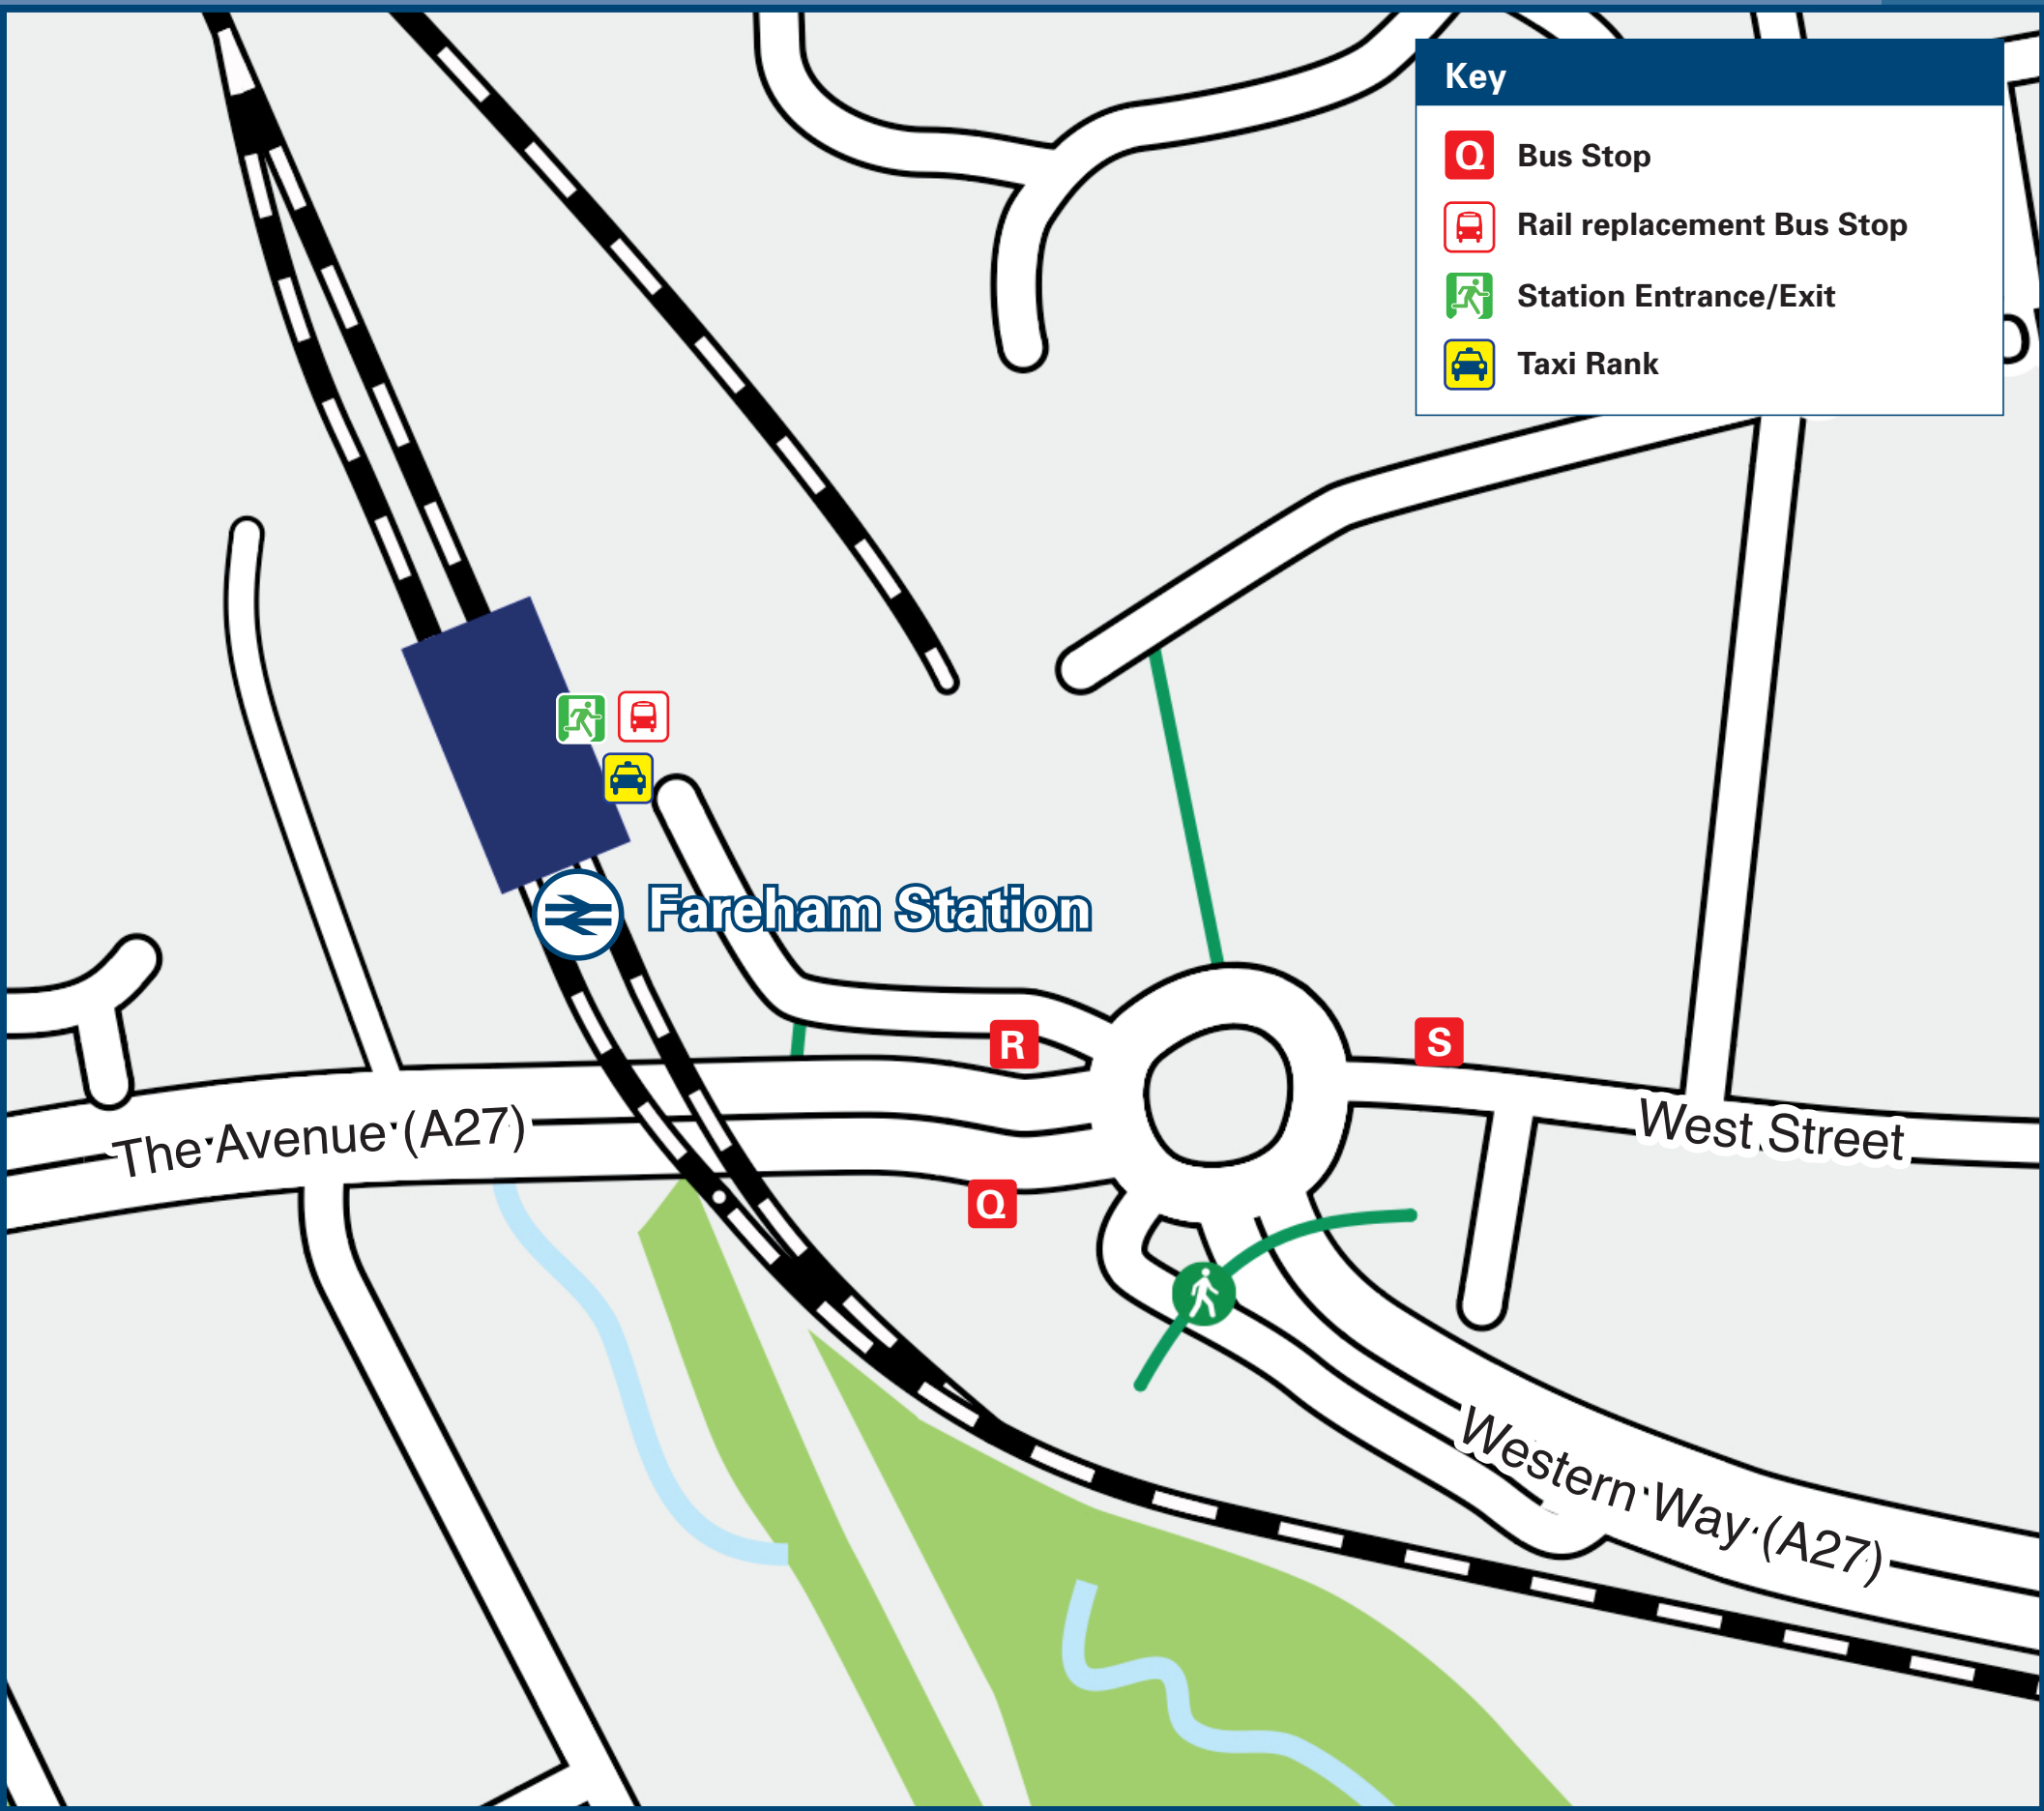 Key
Q Bus Stop
Rail replacement Bus Stop
Station Entrance/Exit
Taxi Rank
Fareham Station
R
S
The Avenue (A27)
West Street
Q
Western Way (A27)